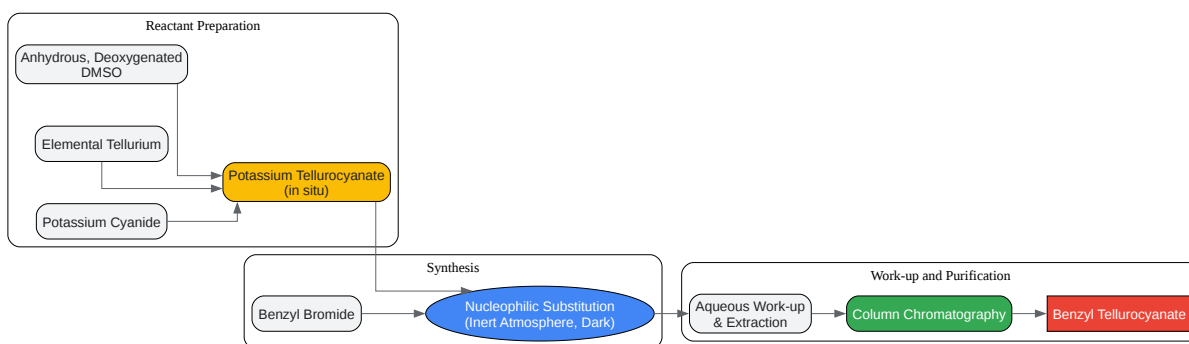 Reactant Preparation
Anhydrous, Deoxygenated
DMSO
Elemental Tellurium
Potassium Tellurocyanate
(in situ)
Potassium Cyanide
Synthesis
Benzyl Bromide
Nucleophilic Substitution
(Inert Atmosphere, Dark)
Work-up and Purification
Aqueous Work-up
& Extraction
Column Chromatography
Benzyl Tellurocyanate